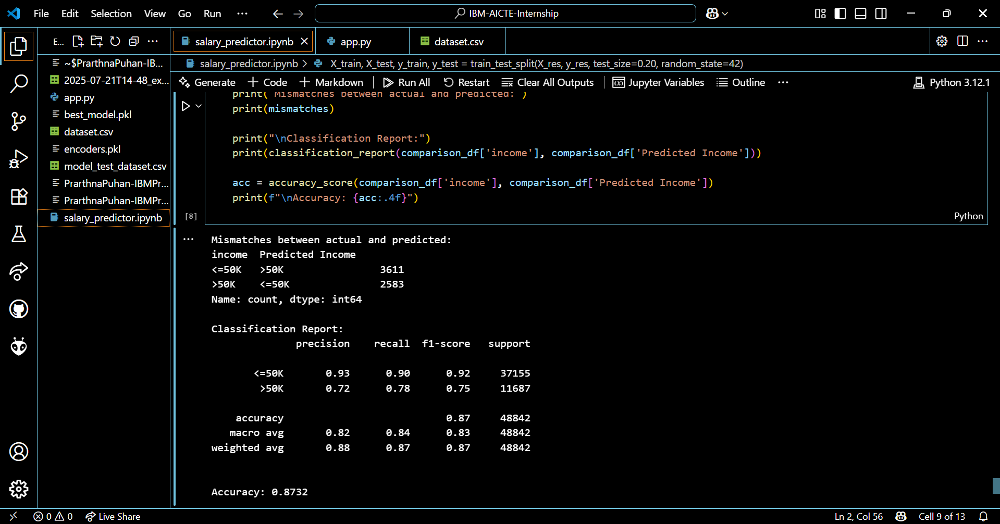 File Edit Selection View Go Run ··· IBM-AICTE-Internship
E... salary_predictor.ipynb app.py dataset.csv
~$PrarthnaPuhan-IB...
2025-07-21T14-48_ex...
app.py
best_model.pkl
dataset.csv
encoders.pkl
model_test_dataset.csv
PrarthnaPuhan-IBMPr...
PrarthnaPuhan-IBMPr...
salary_predictor.ipynb
salary_predictor.ipynb > X_train, X_test, y_train, y_test = train_test_split(X_res, y_res, test_size=0.20, random_state=42)
Generate + Code + Markdown | Run All Restart Clear All Outputs | Jupyter Variables Outline ··· Python 3.12.1
print("Mismatches between actual and predicted:")
print(mismatches)
print("\nClassification Report:")
print(classification_report(comparison_df['income'], comparison_df['Predicted Income']))
acc = accuracy_score(comparison_df['income'], comparison_df['Predicted Income'])
print(f"\nAccuracy: {acc:.4f}")
[8] Python
Mismatches between actual and predicted:
income Predicted Income
<=50K >50K 3611
>50K <=50K 2583
Name: count, dtype: int64
Classification Report:
precision recall f1-score support
<=50K 0.93 0.90 0.92 37155
>50K 0.72 0.78 0.75 11687
accuracy 0.87 48842
macro avg 0.82 0.84 0.83 48842
weighted avg 0.88 0.87 0.87 48842
Accuracy: 0.8732
0 0 Live Share Ln 2, Col 56 Cell 9 of 13